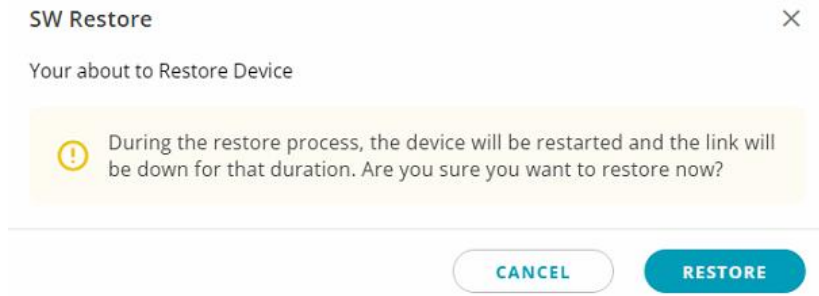 SW Restore
Your about to Restore Device
During the restore process, the device will be restarted and the link will
be down for that duration. Are you sure you want to restore now?
CANCEL
RESTORE